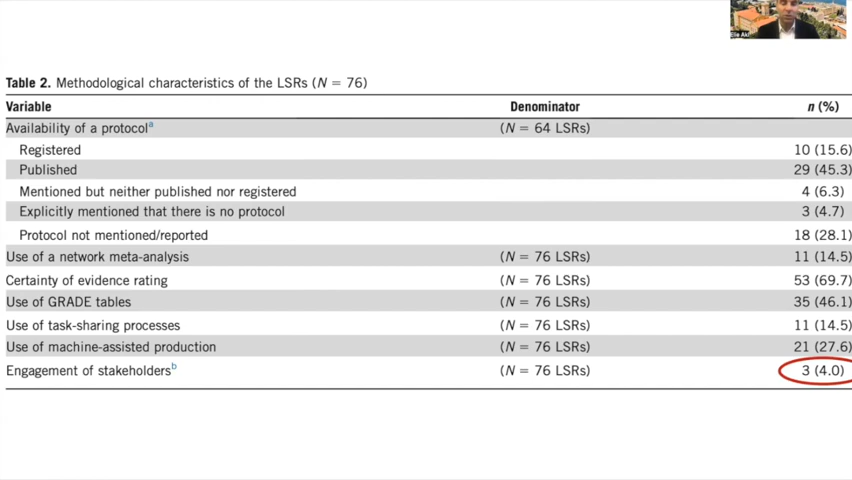 Elie Akl
Table 2. Methodological characteristics of the LSRs (N = 76)
Variable Denominator n (%)
Availability of a protocolᵃ (N = 64 LSRs)
Registered 10 (15.6)
Published 29 (45.3)
Mentioned but neither published nor registered 4 (6.3)
Explicitly mentioned that there is no protocol 3 (4.7)
Protocol not mentioned/reported 18 (28.1)
Use of a network meta-analysis (N = 76 LSRs) 11 (14.5)
Certainty of evidence rating (N = 76 LSRs) 53 (69.7)
Use of GRADE tables (N = 76 LSRs) 35 (46.1)
Use of task-sharing processes (N = 76 LSRs) 11 (14.5)
Use of machine-assisted production (N = 76 LSRs) 21 (27.6)
Engagement of stakeholdersᵇ (N = 76 LSRs) 3 (4.0)